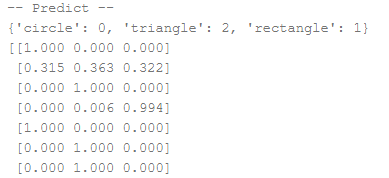 -- Predict --
{'circle': 0, 'triangle': 2, 'rectangle': 1}
[[1.000 0.000 0.000]
[0.315 0.363 0.322]
[0.000 1.000 0.000]
[0.000 0.006 0.994]
[1.000 0.000 0.000]
[0.000 1.000 0.000]
[0.000 1.000 0.000]